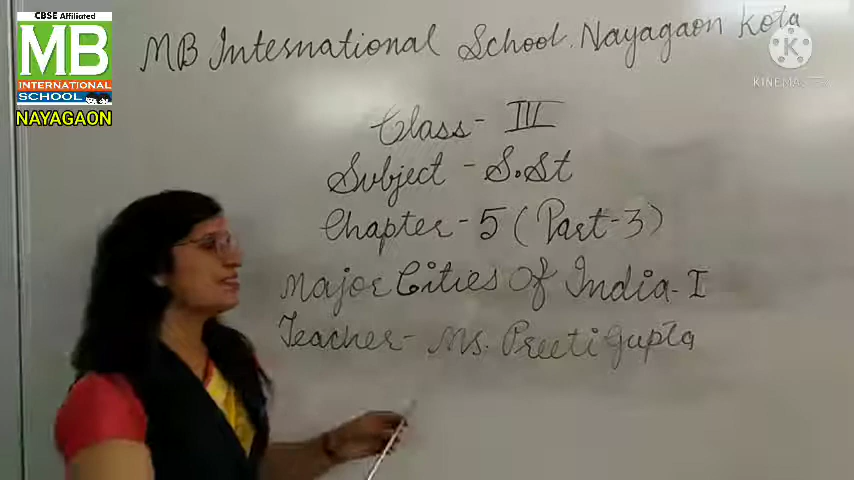 CBSE Affiliated
MB
INTERNATIONAL
SCHOOL
NAYAGAON
MB International School. Nayagaon Kota
K
KINEMASTER
Class- III
Subject - S.St
Chapter - 5 (Part-3)
Major Cities Of India-I
Teacher- Ms. Preeti Gupta